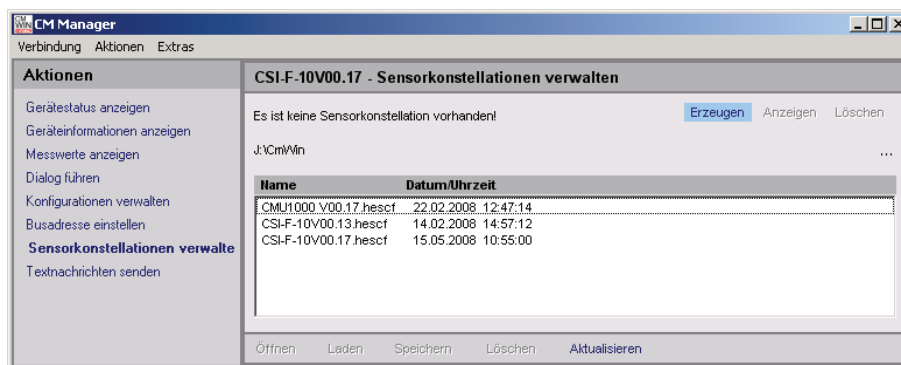 CM Manager
Verbindung Aktionen Extras
Aktionen
Gerätestatus anzeigen
Geräteinformationen anzeigen
Messwerte anzeigen
Dialog führen
Konfigurationen verwalten
Busadresse einstellen
Sensorkonstellationen verwalte
Textnachrichten senden
CSI-F-10V00.17 - Sensorkonstellationen verwalten
Es ist keine Sensorkonstellation vorhanden! Erzeugen Anzeigen Löschen
J:\CmWin ...
Name Datum/Uhrzeit
CMU1000 V00.17.hescf 22.02.2008 12:47:14
CSI-F-10V00.13.hescf 14.02.2008 14:57:12
CSI-F-10V00.17.hescf 15.05.2008 10:55:00
Öffnen Laden Speichern Löschen Aktualisieren